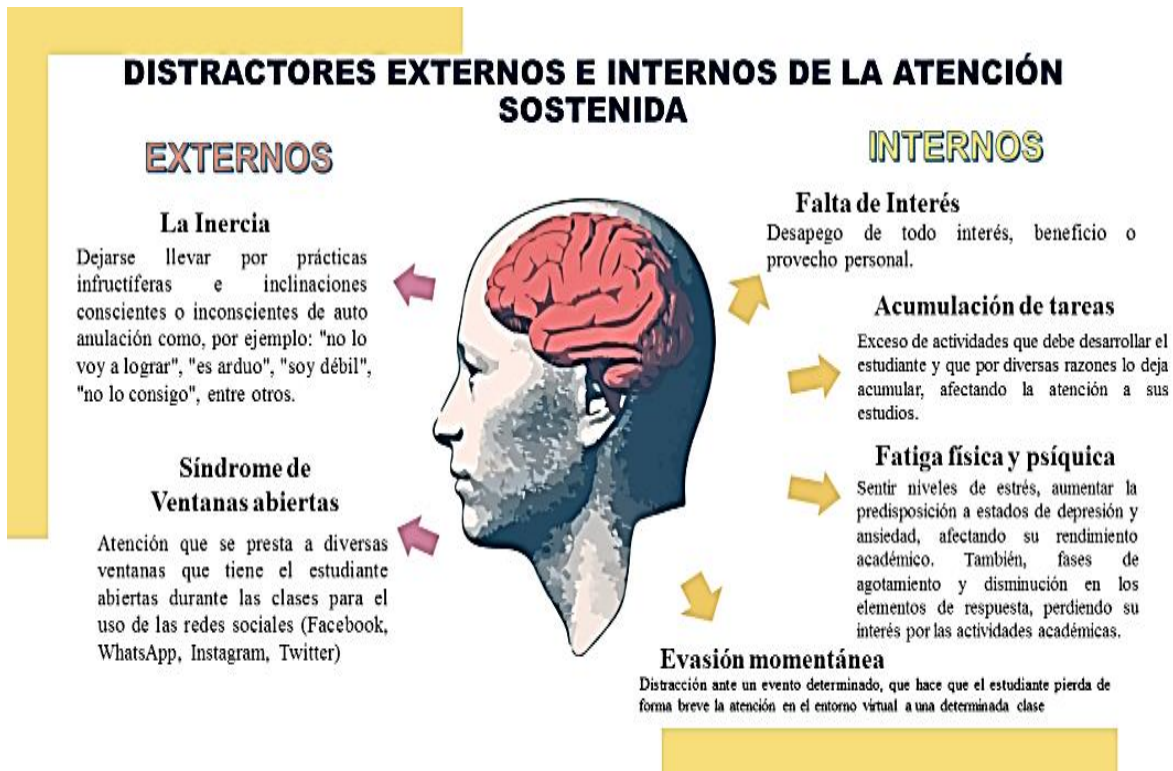 DISTRACTORES EXTERNOS E INTERNOS DE LA ATENCIÓN
SOSTENIDA
EXTERNOS
La Inercia
Dejarse llevar por prácticas
infructíferas e inclinaciones
conscientes o inconscientes de auto
anulación como, por ejemplo: "no lo
voy a lograr", "es arduo", "soy débil",
"no lo consigo", entre otros.
Síndrome de
Ventanas abiertas
Atención que se presta a diversas
ventanas que tiene el estudiante
abiertas durante las clases para el
uso de las redes sociales (Facebook,
WhatsApp, Instagram, Twitter)
INTERNOS
Falta de Interés
Desapego de todo interés, beneficio o
provecho personal.
Acumulación de tareas
Exceso de actividades que debe desarrollar el
estudiante y que por diversas razones lo deja
acumular, afectando la atención a sus
estudios.
Fatiga física y psíquica
Sentir niveles de estrés, aumentar la
predisposición a estados de depresión y
ansiedad, afectando su rendimiento
académico. También, fases de
agotamiento y disminución en los
elementos de respuesta, perdiendo su
interés por las actividades académicas.
Evasión momentánea
Distracción ante un evento determinado, que hace que el estudiante pierda de
forma breve la atención en el entorno virtual a una determinada clase